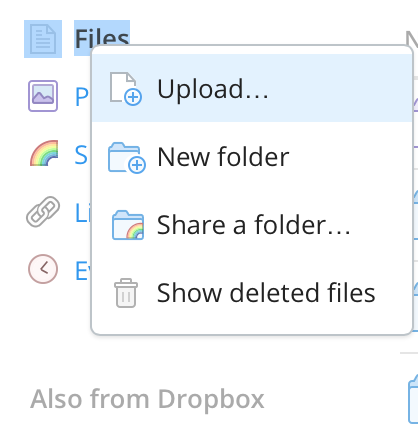 Files
Upload…
New folder
Share a folder…
Show deleted files
Also from Dropbox